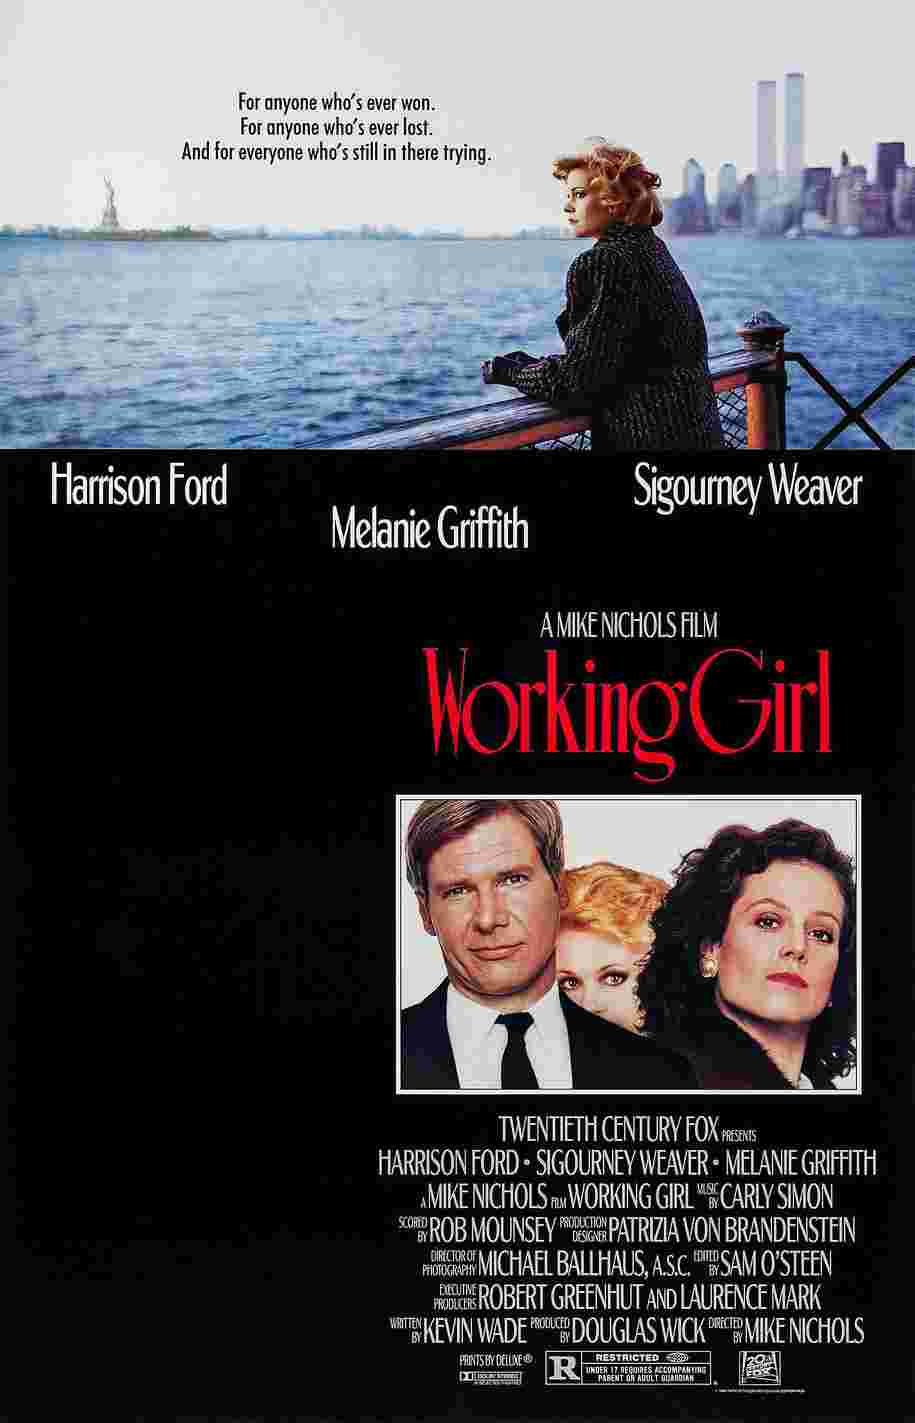 For anyone who's ever won.
For anyone who's ever lost.
And for everyone who's still in there trying.
Harrison Ford
Sigourney Weaver
Melanie Griffith
A MIKE NICHOLS FILM
Working Girl
TWENTIETH CENTURY FOX PRESENTS
HARRISON FORD · SIGOURNEY WEAVER · MELANIE GRIFFITH
A MIKE NICHOLS FILM WORKING GIRL MUSIC BY CARLY SIMON
SCORED BY ROB MOUNSEY PRODUCTION DESIGNER PATRIZIA VON BRANDENSTEIN
DIRECTOR OF PHOTOGRAPHY MICHAEL BALLHAUS, A.S.C. EDITED BY SAM O'STEEN
EXECUTIVE PRODUCERS ROBERT GREENHUT AND LAURENCE MARK
WRITTEN BY KEVIN WADE PRODUCED BY DOUGLAS WICK DIRECTED BY MIKE NICHOLS
PRINTS BY DELUXE®
DOLBY STEREO
R RESTRICTED
UNDER 17 REQUIRES ACCOMPANYING
PARENT OR ADULT GUARDIAN
20th CENTURY FOX